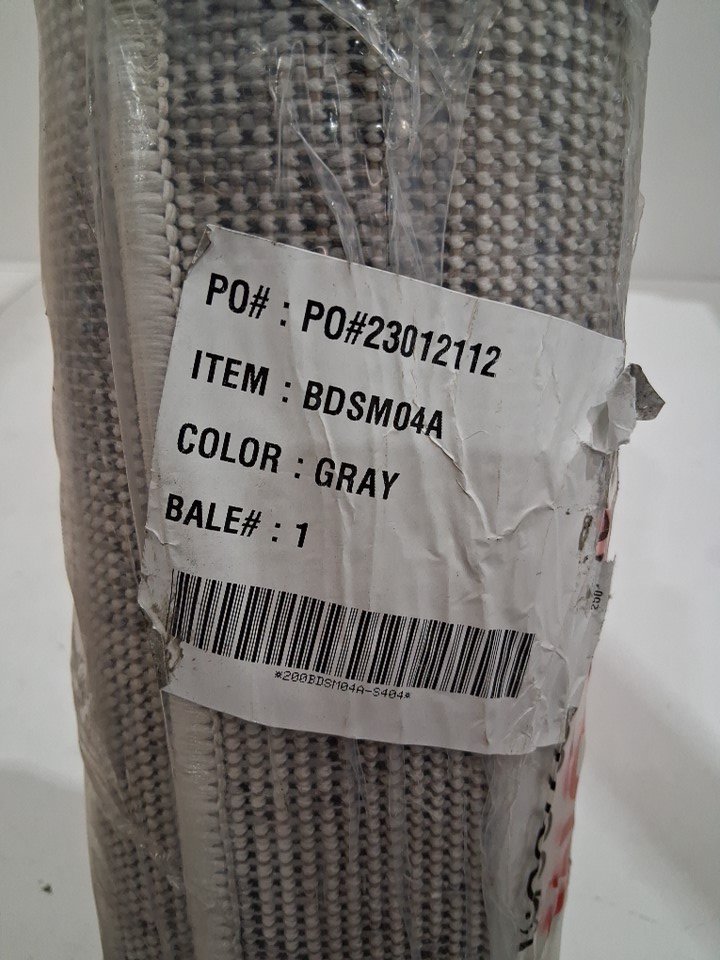 PO# : PO#23012112
ITEM : BDSM04A
COLOR : GRAY
BALE# : 1
*200BDSM04A-S404*